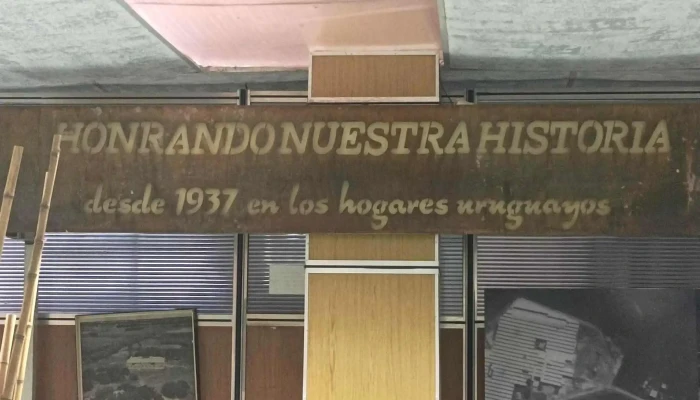 HONRANDO NUESTRA HISTORIA
desde 1937 en los hogares uruguayos